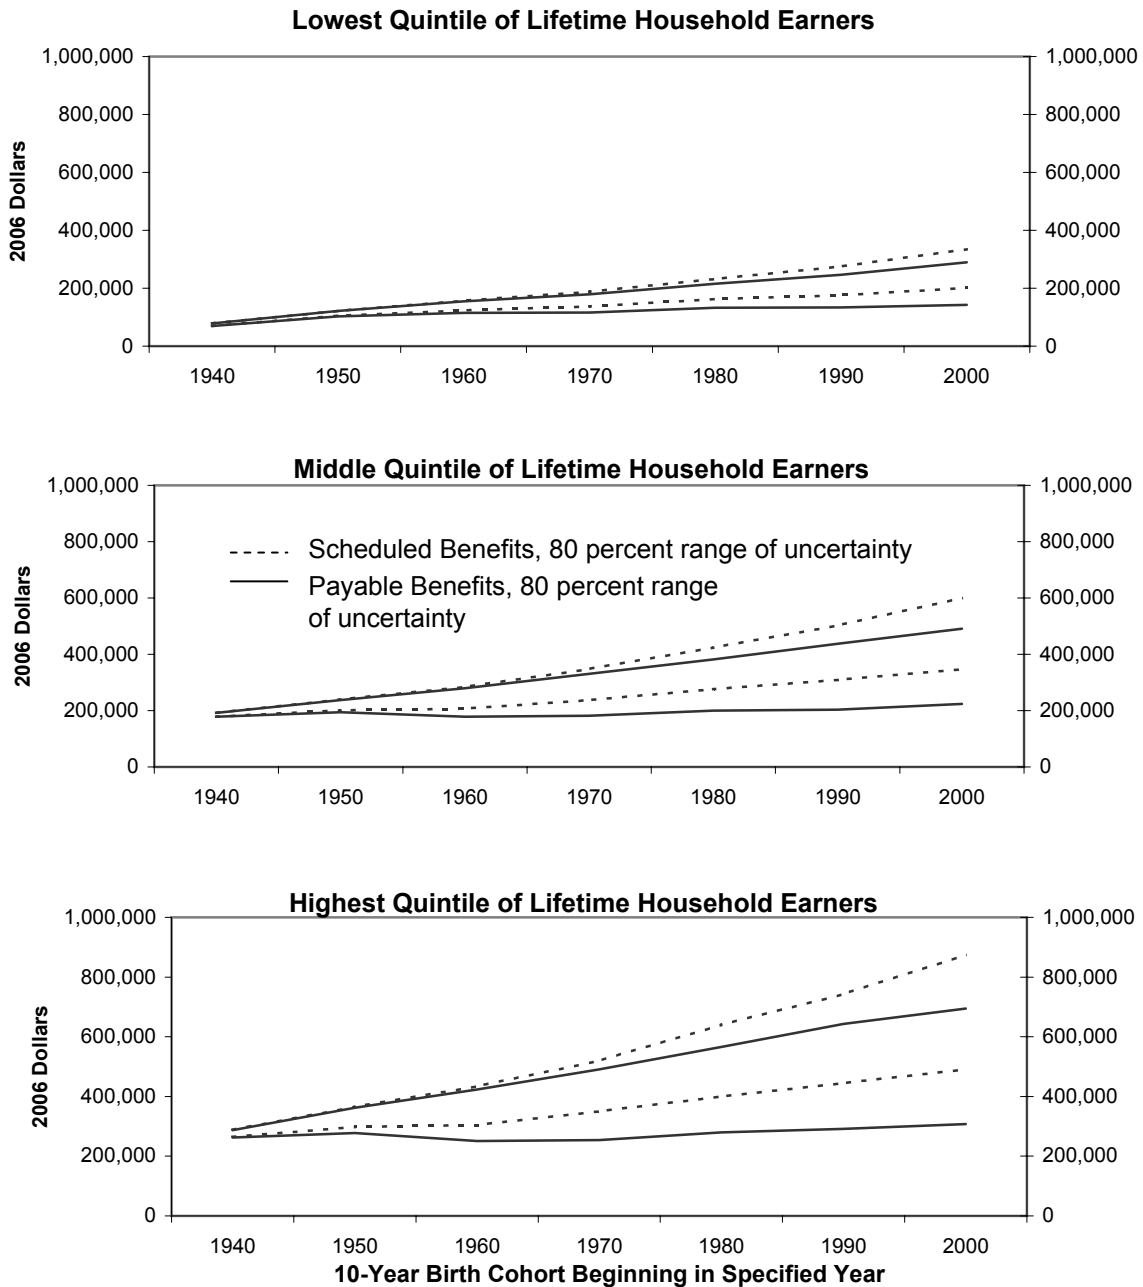 Lowest Quintile of Lifetime Household Earners
1,000,000 1,000,000
800,000 800,000
600,000 600,000
400,000 400,000
200,000 200,000
0 0
2006 Dollars
1940 1950 1960 1970 1980 1990 2000
Middle Quintile of Lifetime Household Earners
1,000,000 1,000,000
800,000 800,000
600,000 600,000
400,000 400,000
200,000 200,000
0 0
2006 Dollars
Scheduled Benefits, 80 percent range of uncertainty
Payable Benefits, 80 percent range
of uncertainty
1940 1950 1960 1970 1980 1990 2000
Highest Quintile of Lifetime Household Earners
1,000,000 1,000,000
800,000 800,000
600,000 600,000
400,000 400,000
200,000 200,000
0 0
2006 Dollars
1940 1950 1960 1970 1980 1990 2000
10-Year Birth Cohort Beginning in Specified Year